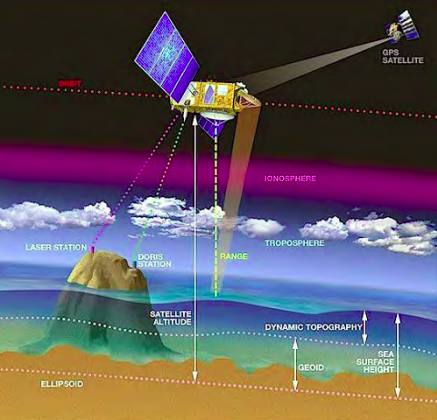 GPS
SATELLITE
ORBIT
IONOSPHERE
TROPOSPHERE
LASER STATION
DORIS
STATION
RANGE
SATELLITE
ALTITUDE
DYNAMIC TOPOGRAPHY
SEA
SURFACE
HEIGHT
GEOID
ELLIPSOID